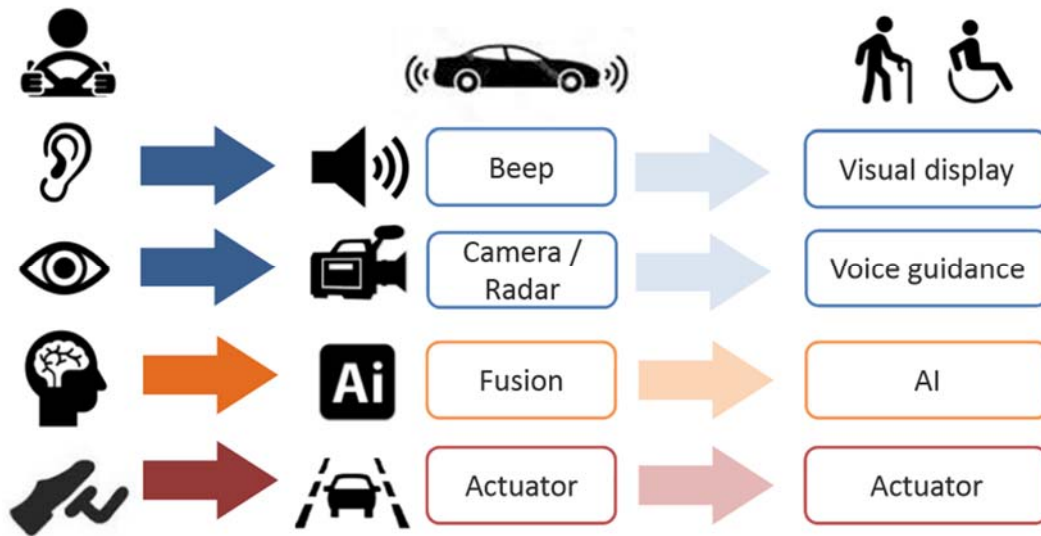 Beep
Visual display
Camera /
Radar
Voice guidance
Ai
Fusion
AI
Actuator
Actuator